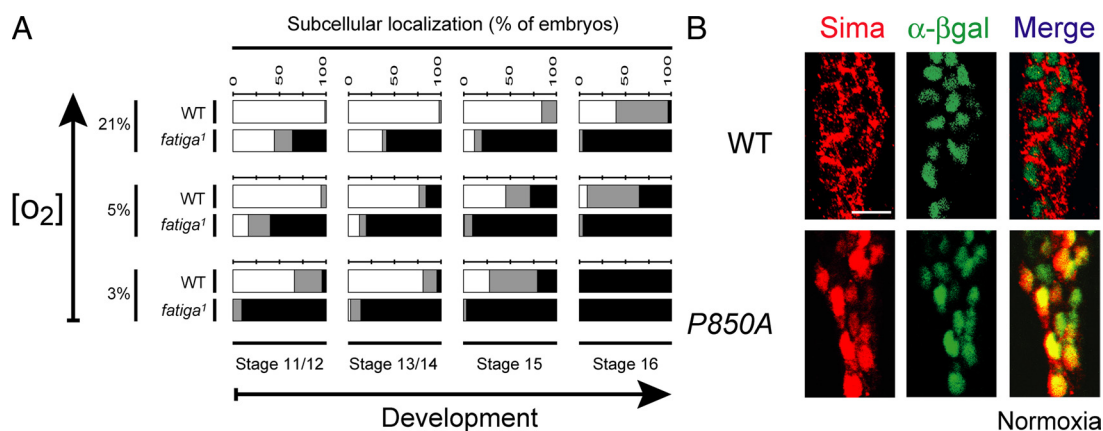 A
Subcellular localization (% of embryos)
0 50 100 0 50 100 0 50 100 0 50 100
[O₂]
21%
WT
fatiga¹
5%
WT
fatiga¹
3%
WT
fatiga¹
Stage 11/12 Stage 13/14 Stage 15 Stage 16
Development
B
Sima α-βgal Merge
WT
P850A
Normoxia